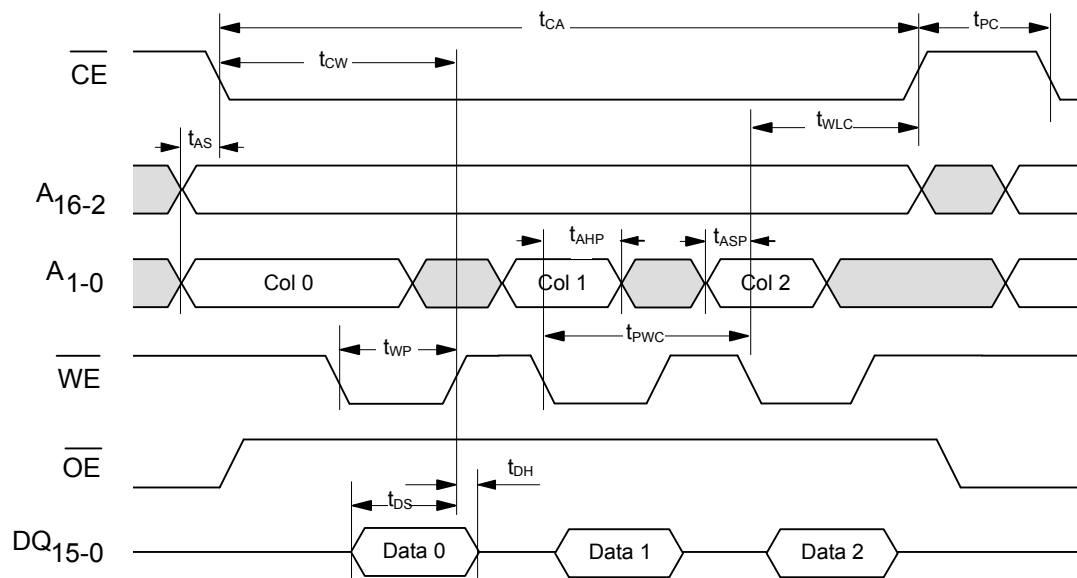 tCA
tPC
CE
tCW
tWLC
tAS
A16-2
tAHP
tASP
A1-0
Col 0
Col 1
Col 2
tPWC
tWP
WE
OE
tDH
tDS
DQ15-0
Data 0
Data 1
Data 2